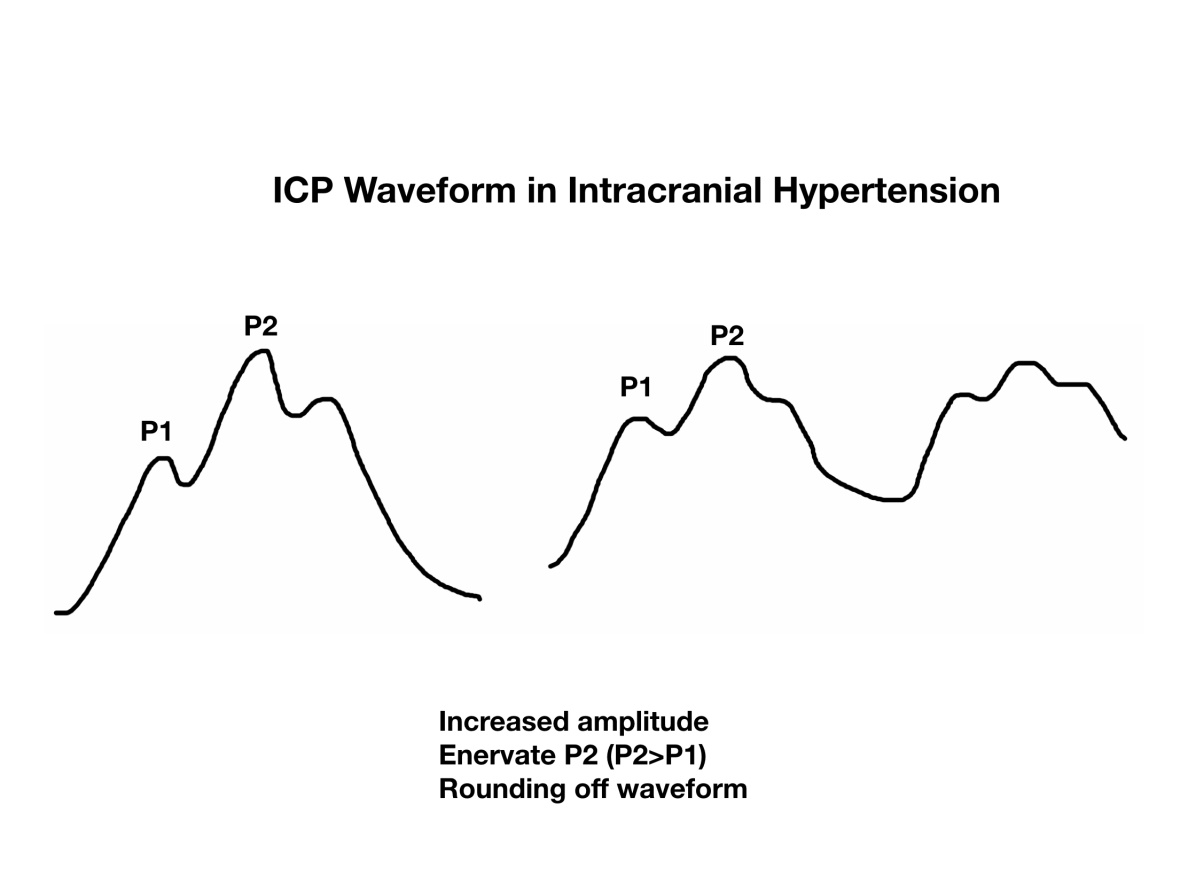 ICP Waveform in Intracranial Hypertension
P2
P1
P2
P1
Increased amplitude
Enervate P2 (P2>P1)
Rounding off waveform